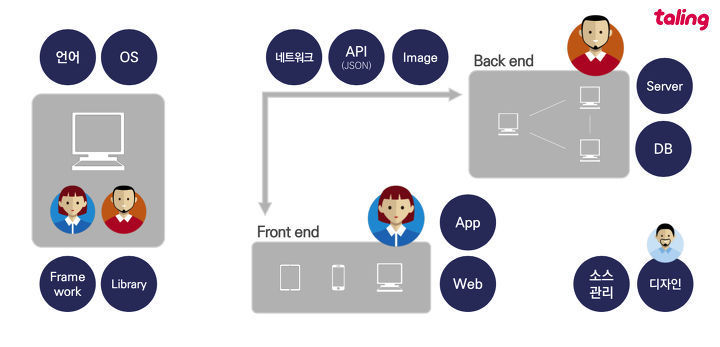 taling
언어
OS
네트워크
API
(JSON)
Image
Back end
Server
DB
Front end
App
Web
Frame
work
Library
소스
관리
디자인